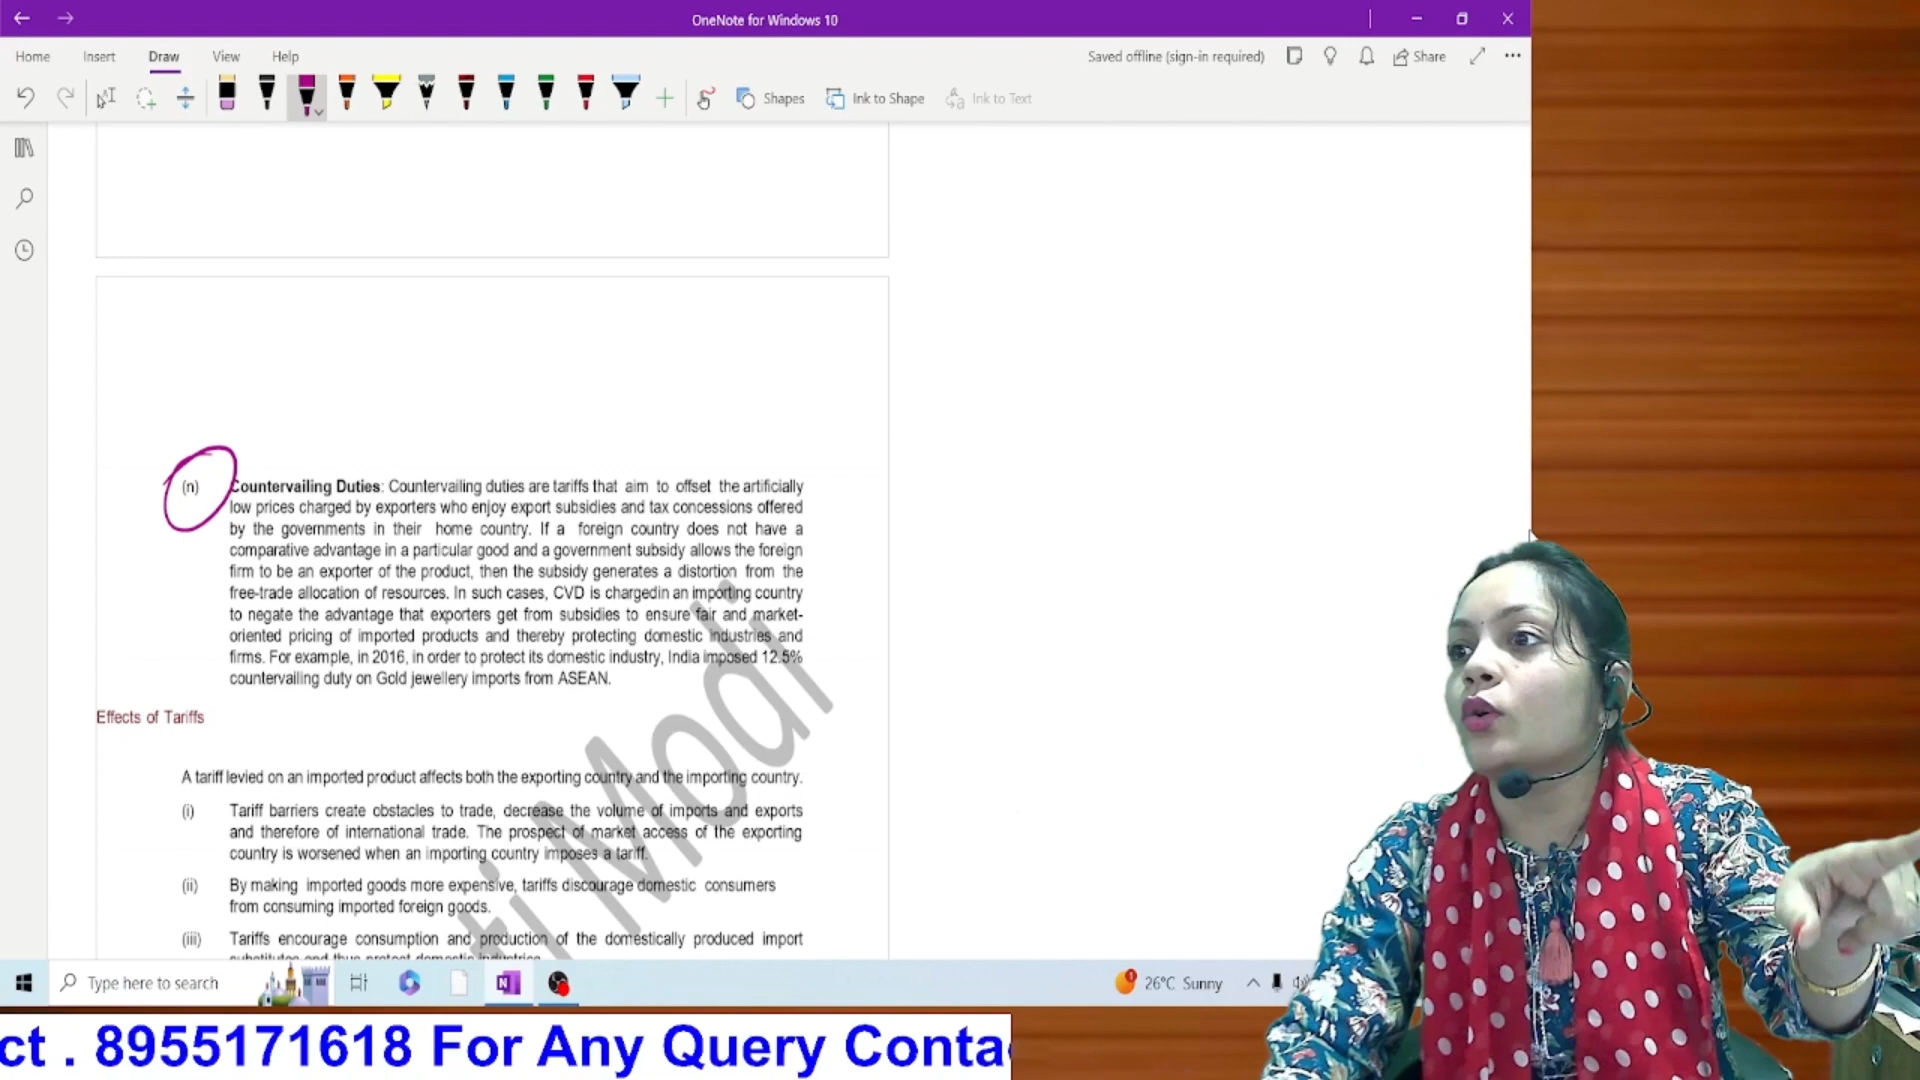 OneNote for Windows 10
Home Insert Draw View Help
Saved offline (sign-in required) Share
Shapes Ink to Shape Ink to Text
(n) Countervailing Duties: Countervailing duties are tariffs that aim to offset the artificially
low prices charged by exporters who enjoy export subsidies and tax concessions offered
by the governments in their home country. If a foreign country does not have a
comparative advantage in a particular good and a government subsidy allows the foreign
firm to be an exporter of the product, then the subsidy generates a distortion from the
free-trade allocation of resources. In such cases, CVD is chargedin an importing country
to negate the advantage that exporters get from subsidies to ensure fair and market-
oriented pricing of imported products and thereby protecting domestic industries and
firms. For example, in 2016, in order to protect its domestic industry, India imposed 12.5%
countervailing duty on Gold jewellery imports from ASEAN.
Effects of Tariffs
A tariff levied on an imported product affects both the exporting country and the importing country.
(i) Tariff barriers create obstacles to trade, decrease the volume of imports and exports
and therefore of international trade. The prospect of market access of the exporting
country is worsened when an importing country imposes a tariff.
(ii) By making imported goods more expensive, tariffs discourage domestic consumers
from consuming imported foreign goods.
(iii) Tariffs encourage consumption and production of the domestically produced import
substitutes and thus protect domestic industries.
ti Modi
Type here to search
26°C Sunny
ct . 8955171618 For Any Query Conta